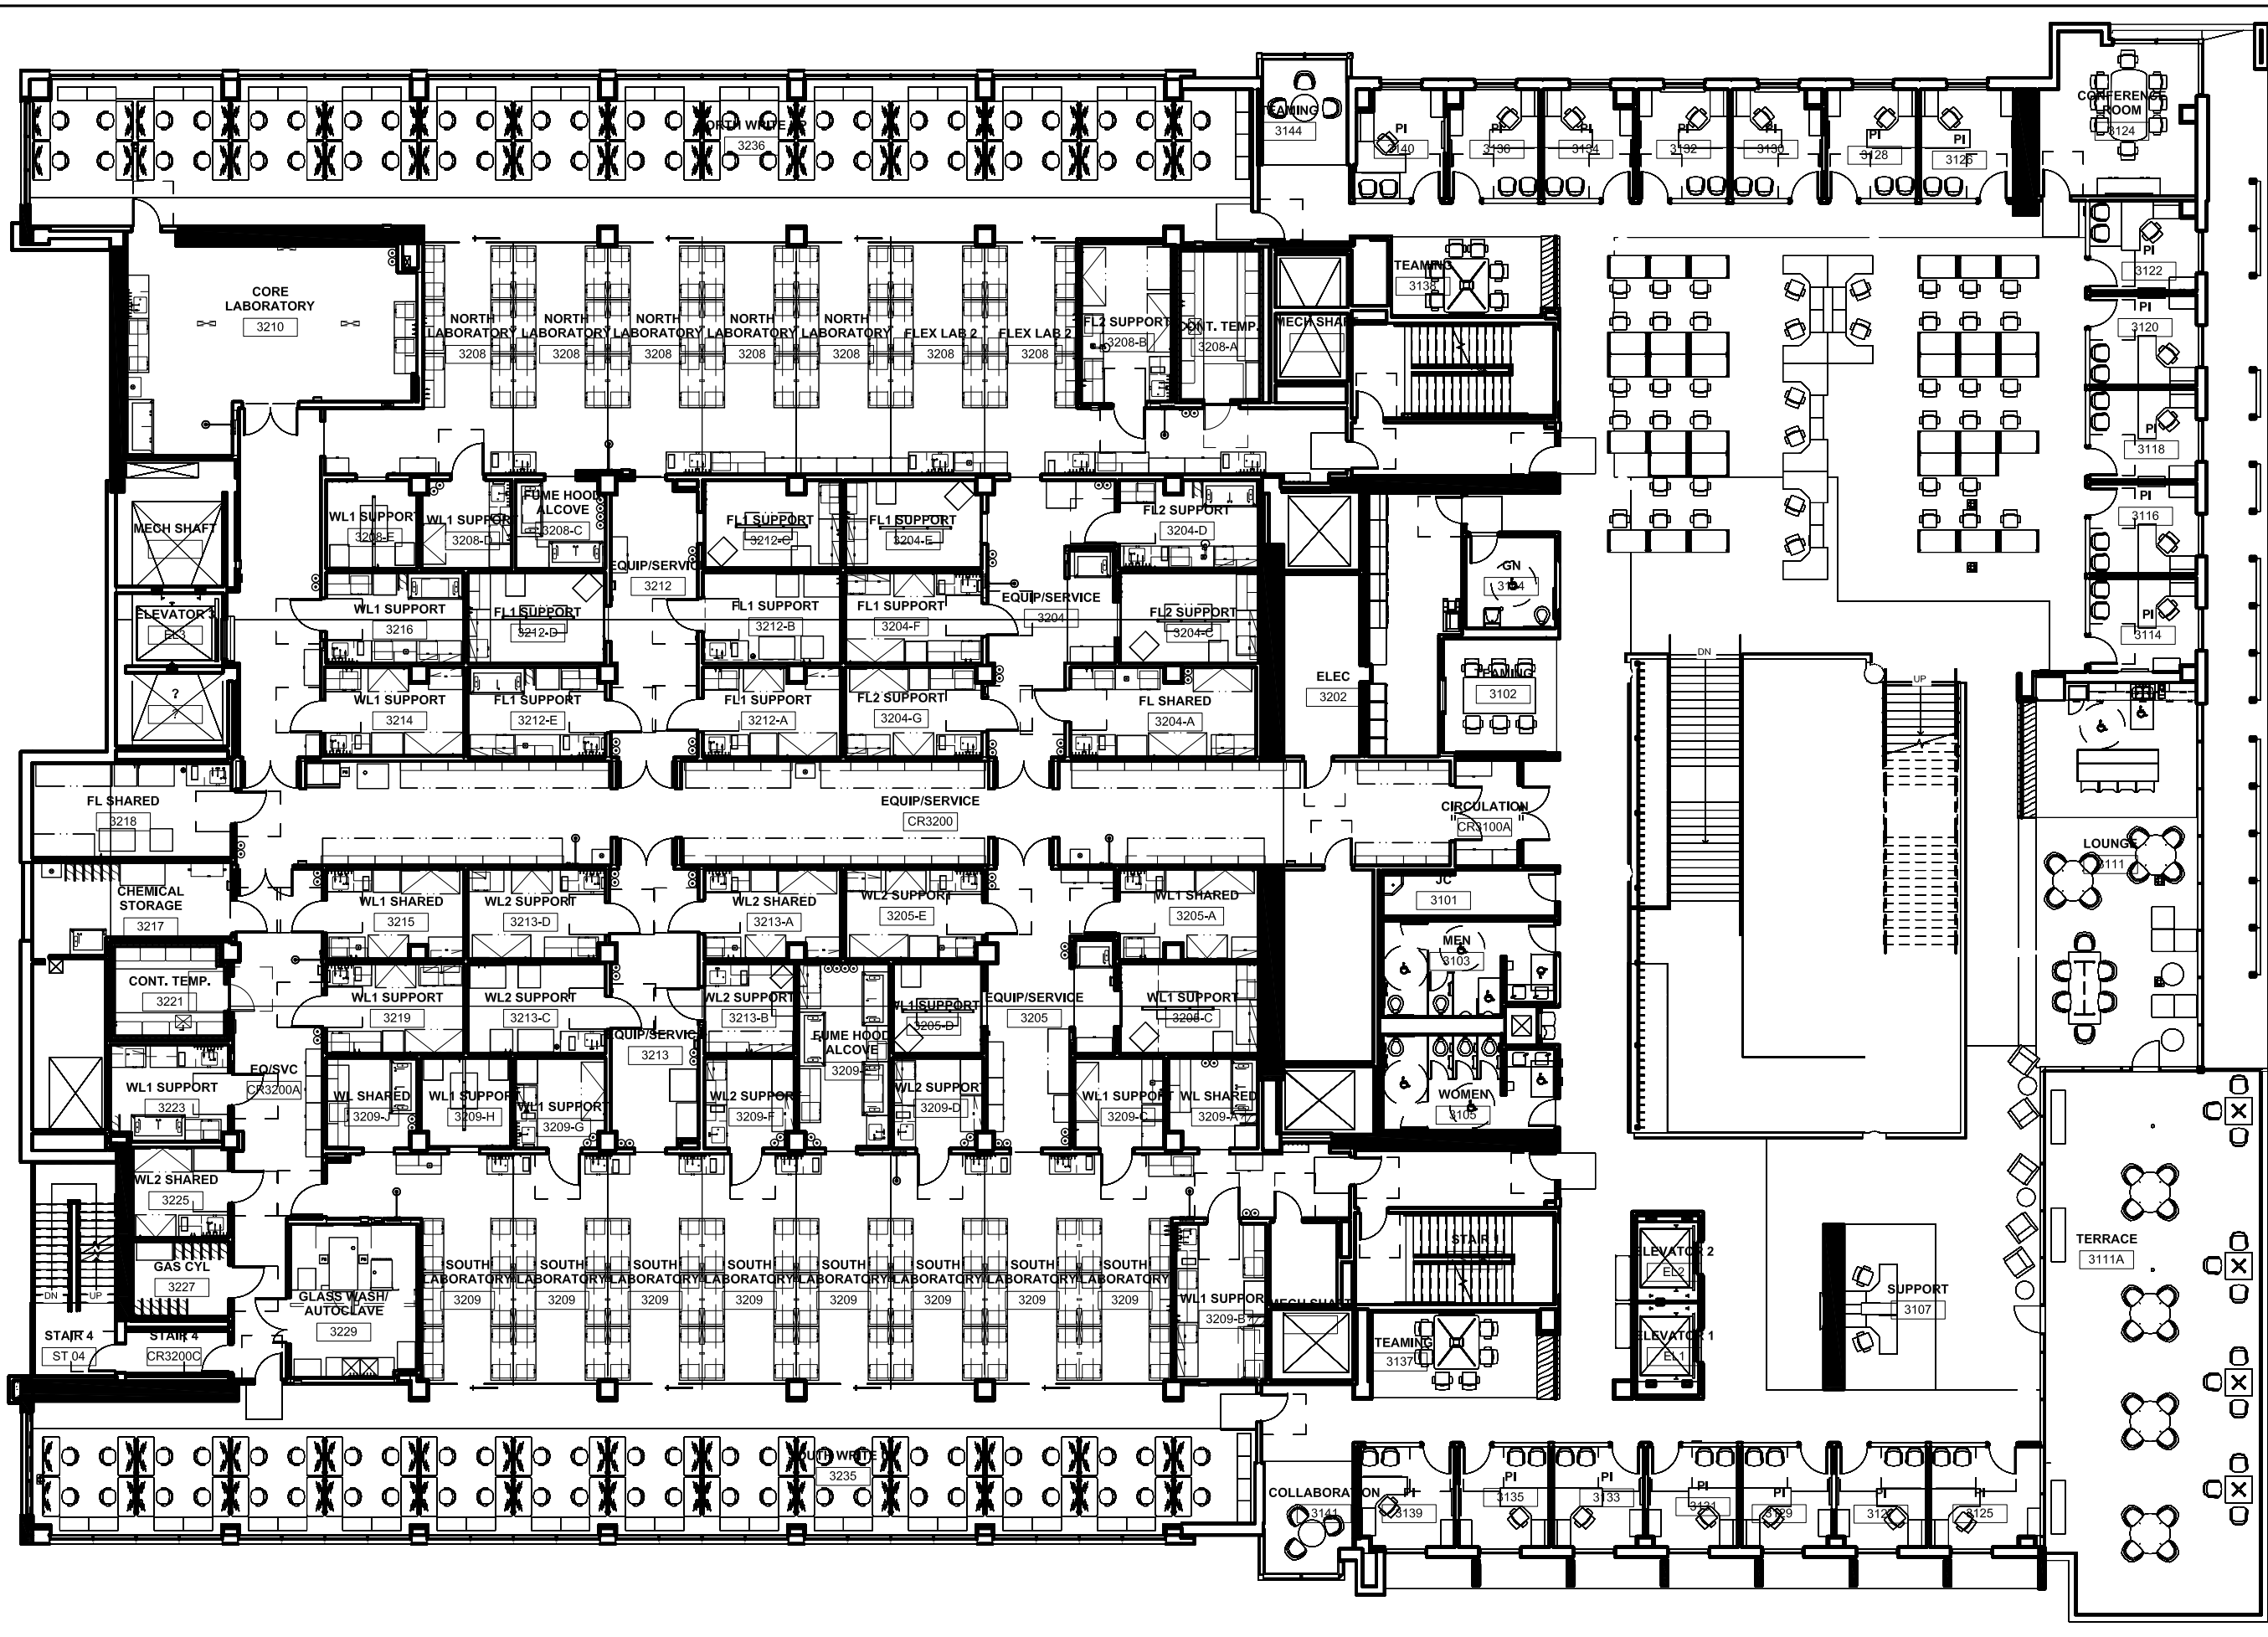 NORTH WRITE UP
3236
TEAMING
3144
PI
3140
PI
3136
PI
3134
PI
3132
PI
3130
PI
3128
PI
3126
CONFERENCE
ROOM
3124
CORE
LABORATORY
3210
NORTH
LABORATORY
3208
NORTH
LABORATORY
3208
NORTH
LABORATORY
3208
NORTH
LABORATORY
3208
NORTH
LABORATORY
3208
FLEX LAB 2
3208
FLEX LAB 2
3208
FL2 SUPPORT
3208-B
CONT. TEMP.
3208-A
MECH SHAFT
TEAMING
3138
PI
3122
PI
3120
PI
3118
PI
3116
PI
3114
MECH SHAFT
WL1 SUPPORT
3208-E
WL1 SUPPORT
3208-D
FUME HOOD
ALCOVE
3208-C
EQUIP/SERVICE
3212
FL1 SUPPORT
3212-C
FL1 SUPPORT
3204-E
FL2 SUPPORT
3204-D
GN
3104
ELEVATOR 3
EL3
WL1 SUPPORT
3216
FL1 SUPPORT
3212-D
FL1 SUPPORT
3212-B
FL1 SUPPORT
3204-F
EQUIP/SERVICE
3204
FL2 SUPPORT
3204-C
?
?
WL1 SUPPORT
3214
FL1 SUPPORT
3212-E
FL1 SUPPORT
3212-A
FL2 SUPPORT
3204-G
FL SHARED
3204-A
ELEC
3202
TEAMING
3102
DN
UP
FL SHARED
3218
EQUIP/SERVICE
CR3200
CIRCULATION
CR3100A
LOUNGE
3111
CHEMICAL
STORAGE
3217
WL1 SHARED
3215
WL2 SUPPORT
3213-D
WL2 SHARED
3213-A
WL2 SUPPORT
3205-E
WL1 SHARED
3205-A
JC
3101
MEN
3103
CONT. TEMP.
3221
WL1 SUPPORT
3219
WL2 SUPPORT
3213-C
EQUIP/SERVICE
3213
WL2 SUPPORT
3213-B
FUME HOOD
ALCOVE
3209-E
WL1 SUPPORT
3205-D
EQUIP/SERVICE
3205
WL1 SUPPORT
3205-C
WL1 SUPPORT
3223
EQ/SVC
CR3200A
WL SHARED
3209-J
WL1 SUPPORT
3209-H
WL1 SUPPORT
3209-G
WL2 SUPPORT
3209-F
WL2 SUPPORT
3209-D
WL1 SUPPORT
3209-C
WL SHARED
3209-A
WOMEN
3105
WL2 SHARED
3225
GAS CYL
3227
GLASS WASH/
AUTOCLAVE
3229
DN
UP
STAIR 4
ST 04
STAIR 4
CR3200C
SOUTH
LABORATORY
3209
SOUTH
LABORATORY
3209
SOUTH
LABORATORY
3209
SOUTH
LABORATORY
3209
SOUTH
LABORATORY
3209
SOUTH
LABORATORY
3209
SOUTH
LABORATORY
3209
SOUTH
LABORATORY
3209
WL1 SUPPORT
3209-B
MECH SHAFT
STAIR 1
TEAMING
3137
ELEVATOR 2
EL2
ELEVATOR 1
EL1
SUPPORT
3107
TERRACE
3111A
SOUTH WRITE
3235
COLLABORATION
3141
PI
3139
PI
3135
PI
3133
PI
3131
PI
3129
PI
3127
PI
3125